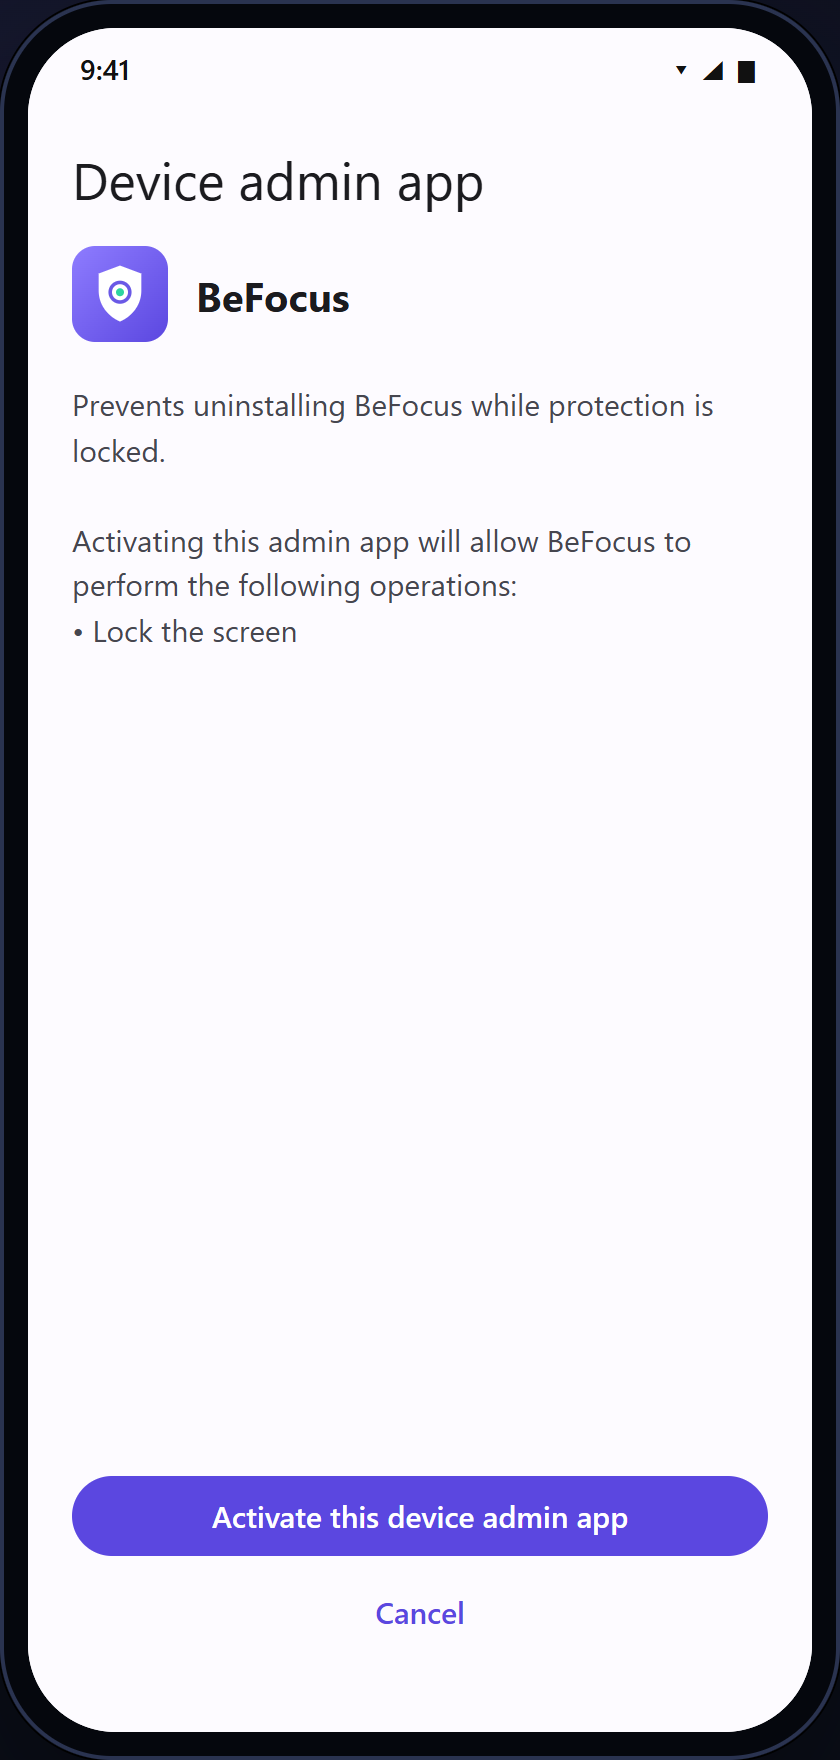 9:41
Device admin app
BeFocus
Prevents uninstalling BeFocus while protection is
locked.
Activating this admin app will allow BeFocus to
perform the following operations:
• Lock the screen
Activate this device admin app
Cancel